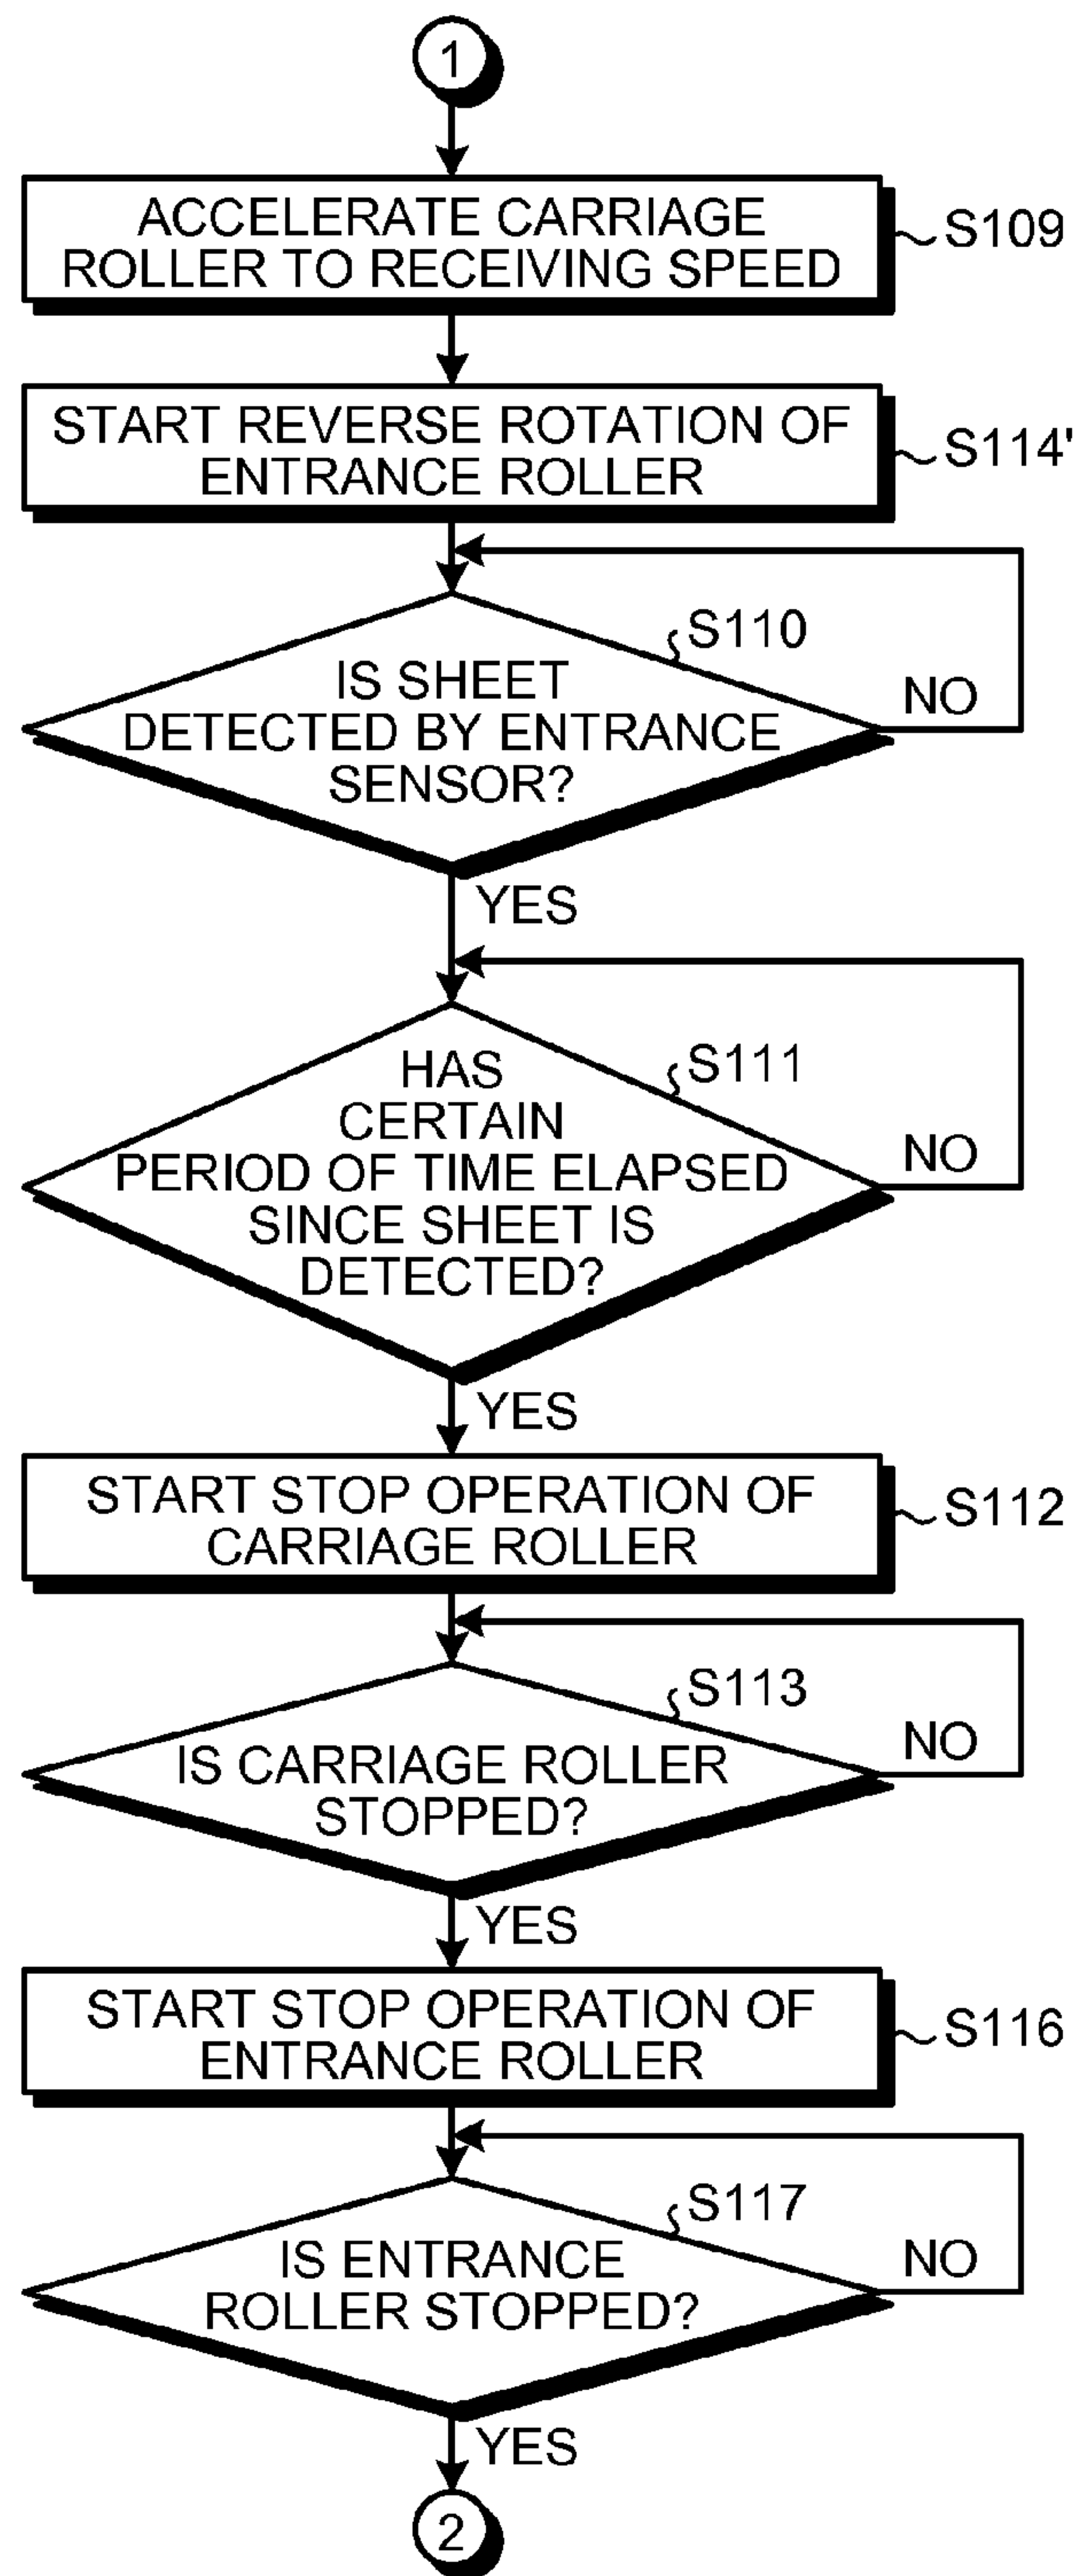 1
ACCELERATE CARRIAGE
ROLLER TO RECEIVING SPEED
S109
START REVERSE ROTATION OF
ENTRANCE ROLLER
S114'
S110
IS SHEET
DETECTED BY ENTRANCE
SENSOR?
NO
YES
S111
HAS
CERTAIN
PERIOD OF TIME ELAPSED
SINCE SHEET IS
DETECTED?
NO
YES
START STOP OPERATION OF
CARRIAGE ROLLER
S112
S113
IS CARRIAGE ROLLER
STOPPED?
NO
YES
START STOP OPERATION OF
ENTRANCE ROLLER
S116
S117
IS ENTRANCE
ROLLER STOPPED?
NO
YES
2